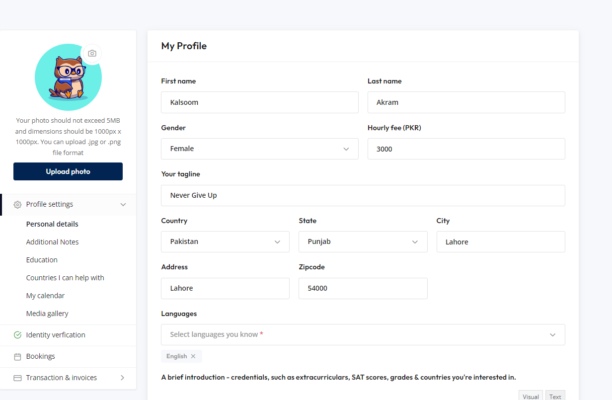 Your photo should not exceed 5MB
and dimensions should be 1000px x
1000px. You can upload .jpg or .png
file format
Upload photo
Profile settings
Personal details
Additional Notes
Education
Countries I can help with
My calendar
Media gallery
Identity verfication
Bookings
Transaction & invoices
My Profile
First name
Last name
Kalsoom
Akram
Gender
Hourly fee (PKR)
Female
3000
Your tagline
Never Give Up
Country
State
City
Pakistan
Punjab
Lahore
Address
Zipcode
Lahore
54000
Languages
Select languages you know *
English ×
A brief introduction - credentials, such as extracurriculars, SAT scores, grades & countries you're interested in.
Visual Text